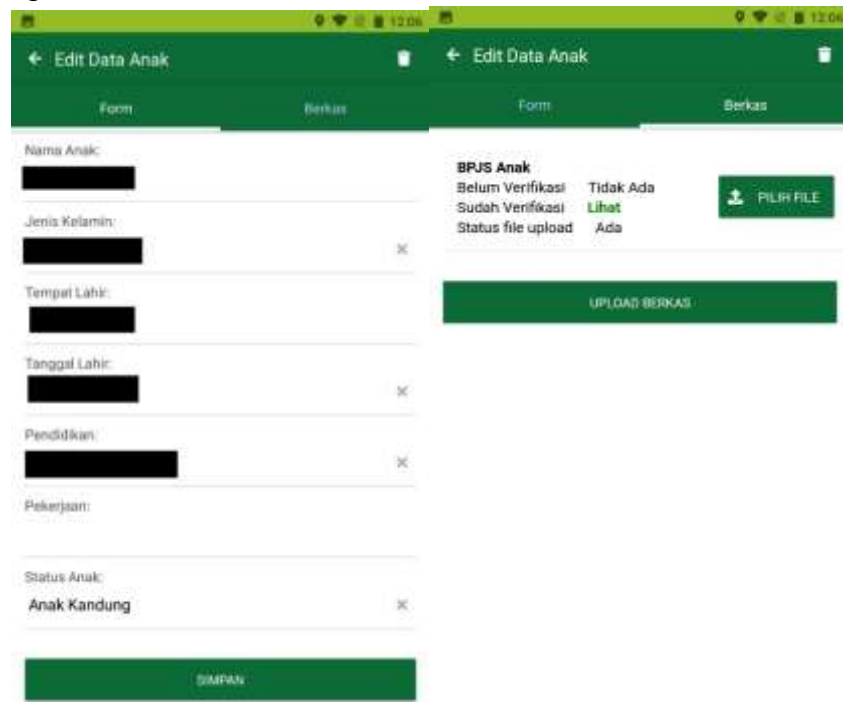 12:06
← Edit Data Anak
Form Berkas
Nama Anak:
Jenis Kelamin:
Tempat Lahir:
Tanggal Lahir:
Pendidikan:
Pekerjaan:
Status Anak:
Anak Kandung
SIMPAN
12:06
← Edit Data Anak
Form Berkas
BPJS Anak
Belum Verifikasi Tidak Ada
Sudah Verifikasi Lihat
Status file upload Ada
PILIH FILE
UPLOAD BERKAS